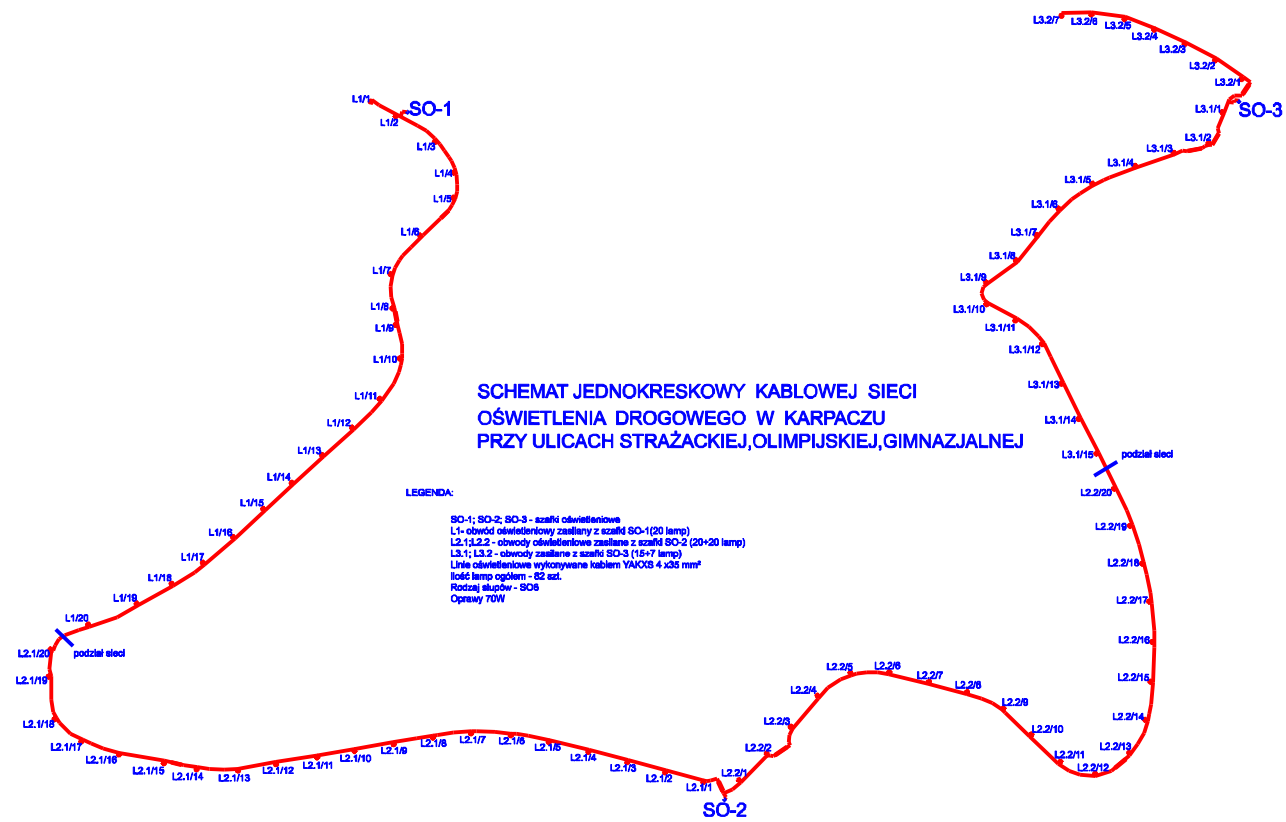 L3.2/7
L3.2/6
L3.2/5
L3.2/4
L3.2/3
L3.2/2
L3.2/1
SO-3
L3.1/1
L3.1/2
L3.1/3
L3.1/4
L3.1/5
L3.1/6
L3.1/7
L3.1/8
L3.1/9
L3.1/10
L3.1/11
L3.1/12
L3.1/13
L3.1/14
L3.1/15
podział sieci
L1/1
SO-1
L1/2
L1/3
L1/4
L1/5
L1/6
L1/7
L1/8
L1/9
L1/10
L1/11
L1/12
L1/13
L1/14
L1/15
L1/16
L1/17
L1/18
L1/19
L1/20
podział sieci
SCHEMAT JEDNOKRESKOWY KABLOWEJ SIECI
OŚWIETLENIA DROGOWEGO W KARPACZU
PRZY ULICACH STRAŻACKIEJ,OLIMPIJSKIEJ,GIMNAZJALNEJ
LEGENDA:
SO-1; SO-2; SO-3 - szafki oświetleniowe
L1- obwód oświetleniowy zasilany z szafki SO-1(20 lamp)
L2.1;L2.2 - obwody oświetleniowe zasilane z szafki SO-2 (20+20 lamp)
L3.1; L3.2 - obwody zasilane z szafki SO-3 (15+7 lamp)
Linie oświetleniowe wykonywane kablem YAKXS 4 x35 mm²
Ilość lamp ogółem - 82 szt.
Rodzaj słupów - SO6
Oprawy 70W
L2.1/20
L2.1/19
L2.1/18
L2.1/17
L2.1/16
L2.1/15
L2.1/14
L2.1/13
L2.1/12
L2.1/11
L2.1/10
L2.1/9
L2.1/8
L2.1/7
L2.1/6
L2.1/5
L2.1/4
L2.1/3
L2.1/2
L2.1/1
SO-2
L2.2/1
L2.2/2
L2.2/3
L2.2/4
L2.2/5
L2.2/6
L2.2/7
L2.2/8
L2.2/9
L2.2/10
L2.2/11
L2.2/12
L2.2/13
L2.2/14
L2.2/15
L2.2/16
L2.2/17
L2.2/18
L2.2/19
L2.2/20